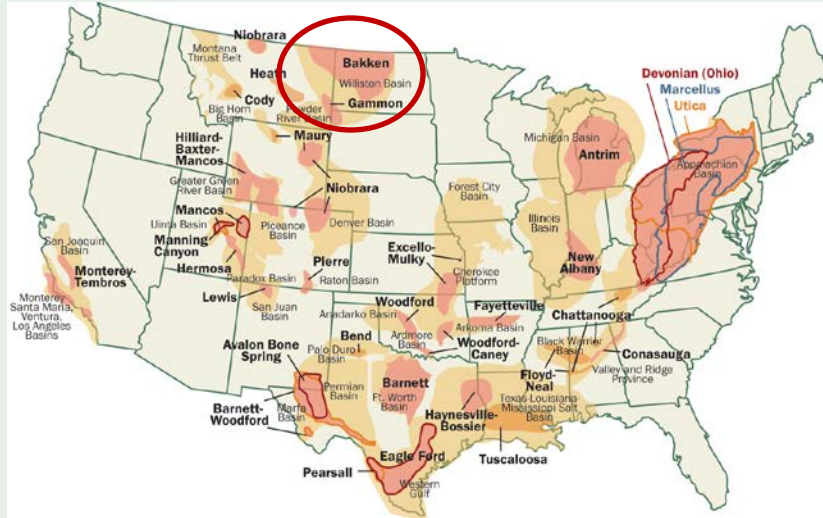 Niobrara
Montana
Thrust Belt
Bakken
Williston Basin
Heath
Cody
Gammon
Big Horn
Basin
Powder
River Basin
Devonian (Ohio)
Marcellus
Utica
Appalachian
Basin
Michigan Basin
Antrim
Hilliard-
Baxter-
Mancos
Maury
Greater Green
River Basin
Niobrara
Forest City
Basin
Illinois
Basin
Mancos
Uinta Basin
Manning
Canyon
Piceance
Basin
Denver Basin
San Joaquin
Basin
Monterey-
Tembros
Hermosa
Paradox Basin
Pierre
Raton Basin
Excello-
Mulky
Cherokee
Platform
New
Albany
Monterey
Santa Maria,
Ventura,
Los Angeles
Basins
Lewis
San Juan
Basin
Anadarko Basin
Woodford
Fayetteville
Chattanooga
Ardmore
Basin
Arkoma Basin
Woodford-
Caney
Bend
Palo Duro
Basin
Black Warrior
Basin
Conasauga
Valley and Ridge
Province
Floyd-
Neal
Avalon Bone
Spring
Permian
Basin
Barnett
Ft. Worth
Basin
Haynesville-
Bossier
Texas-Louisiana-
Mississippi Salt
Basin
Barnett-
Woodford
Marfa
Basin
Tuscaloosa
Eagle Ford
Pearsall
Western
Gulf